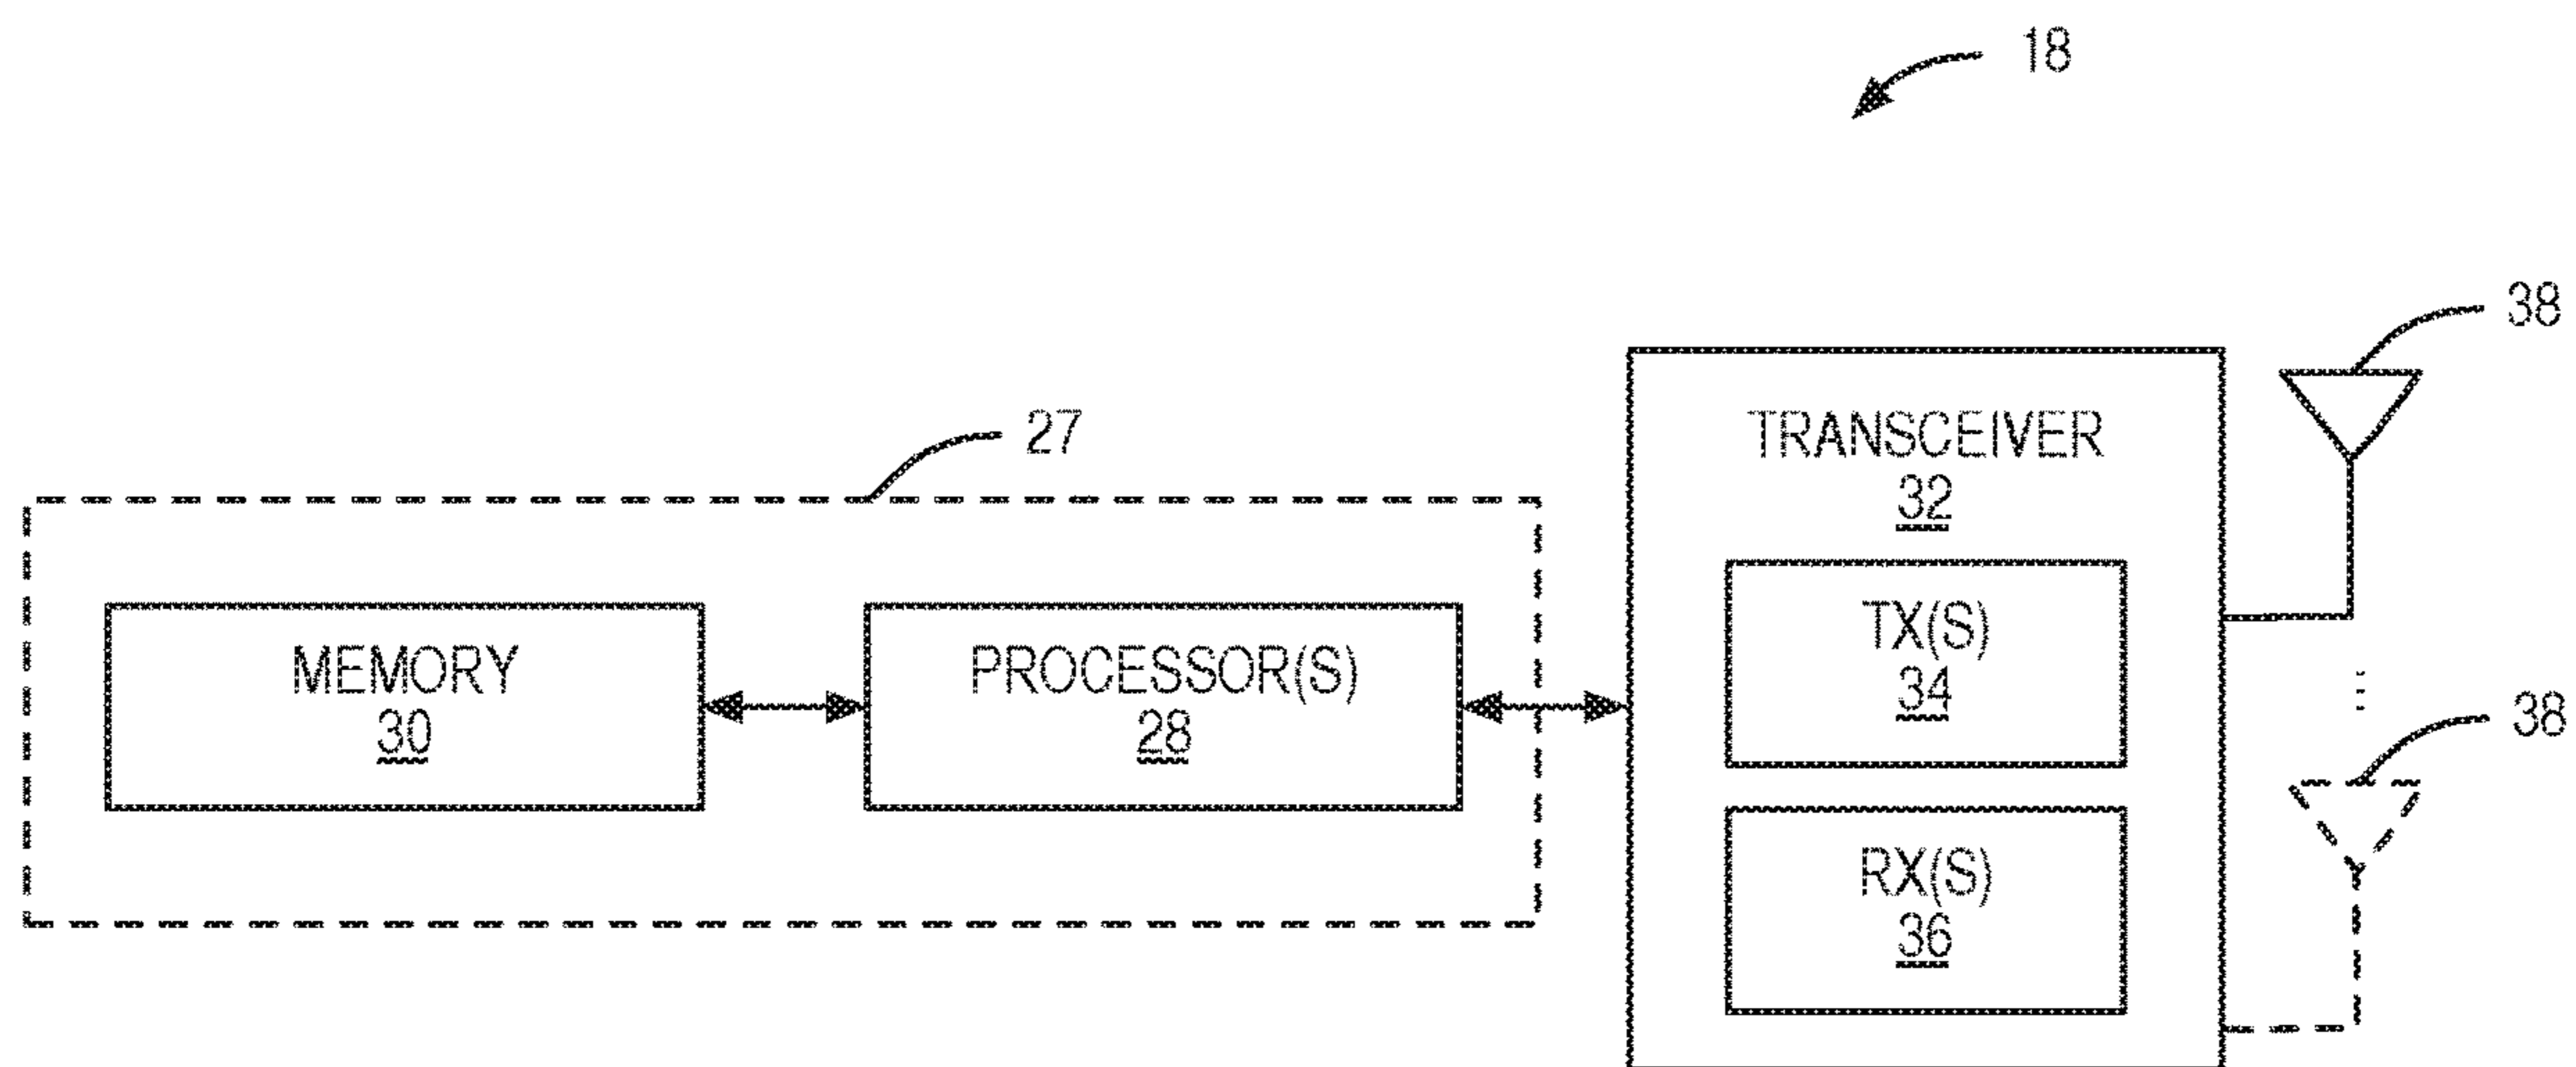 18
38
27
TRANSCEIVER
32
TX(S)
34
MEMORY
30
PROCESSOR(S)
28
38
RX(S)
36